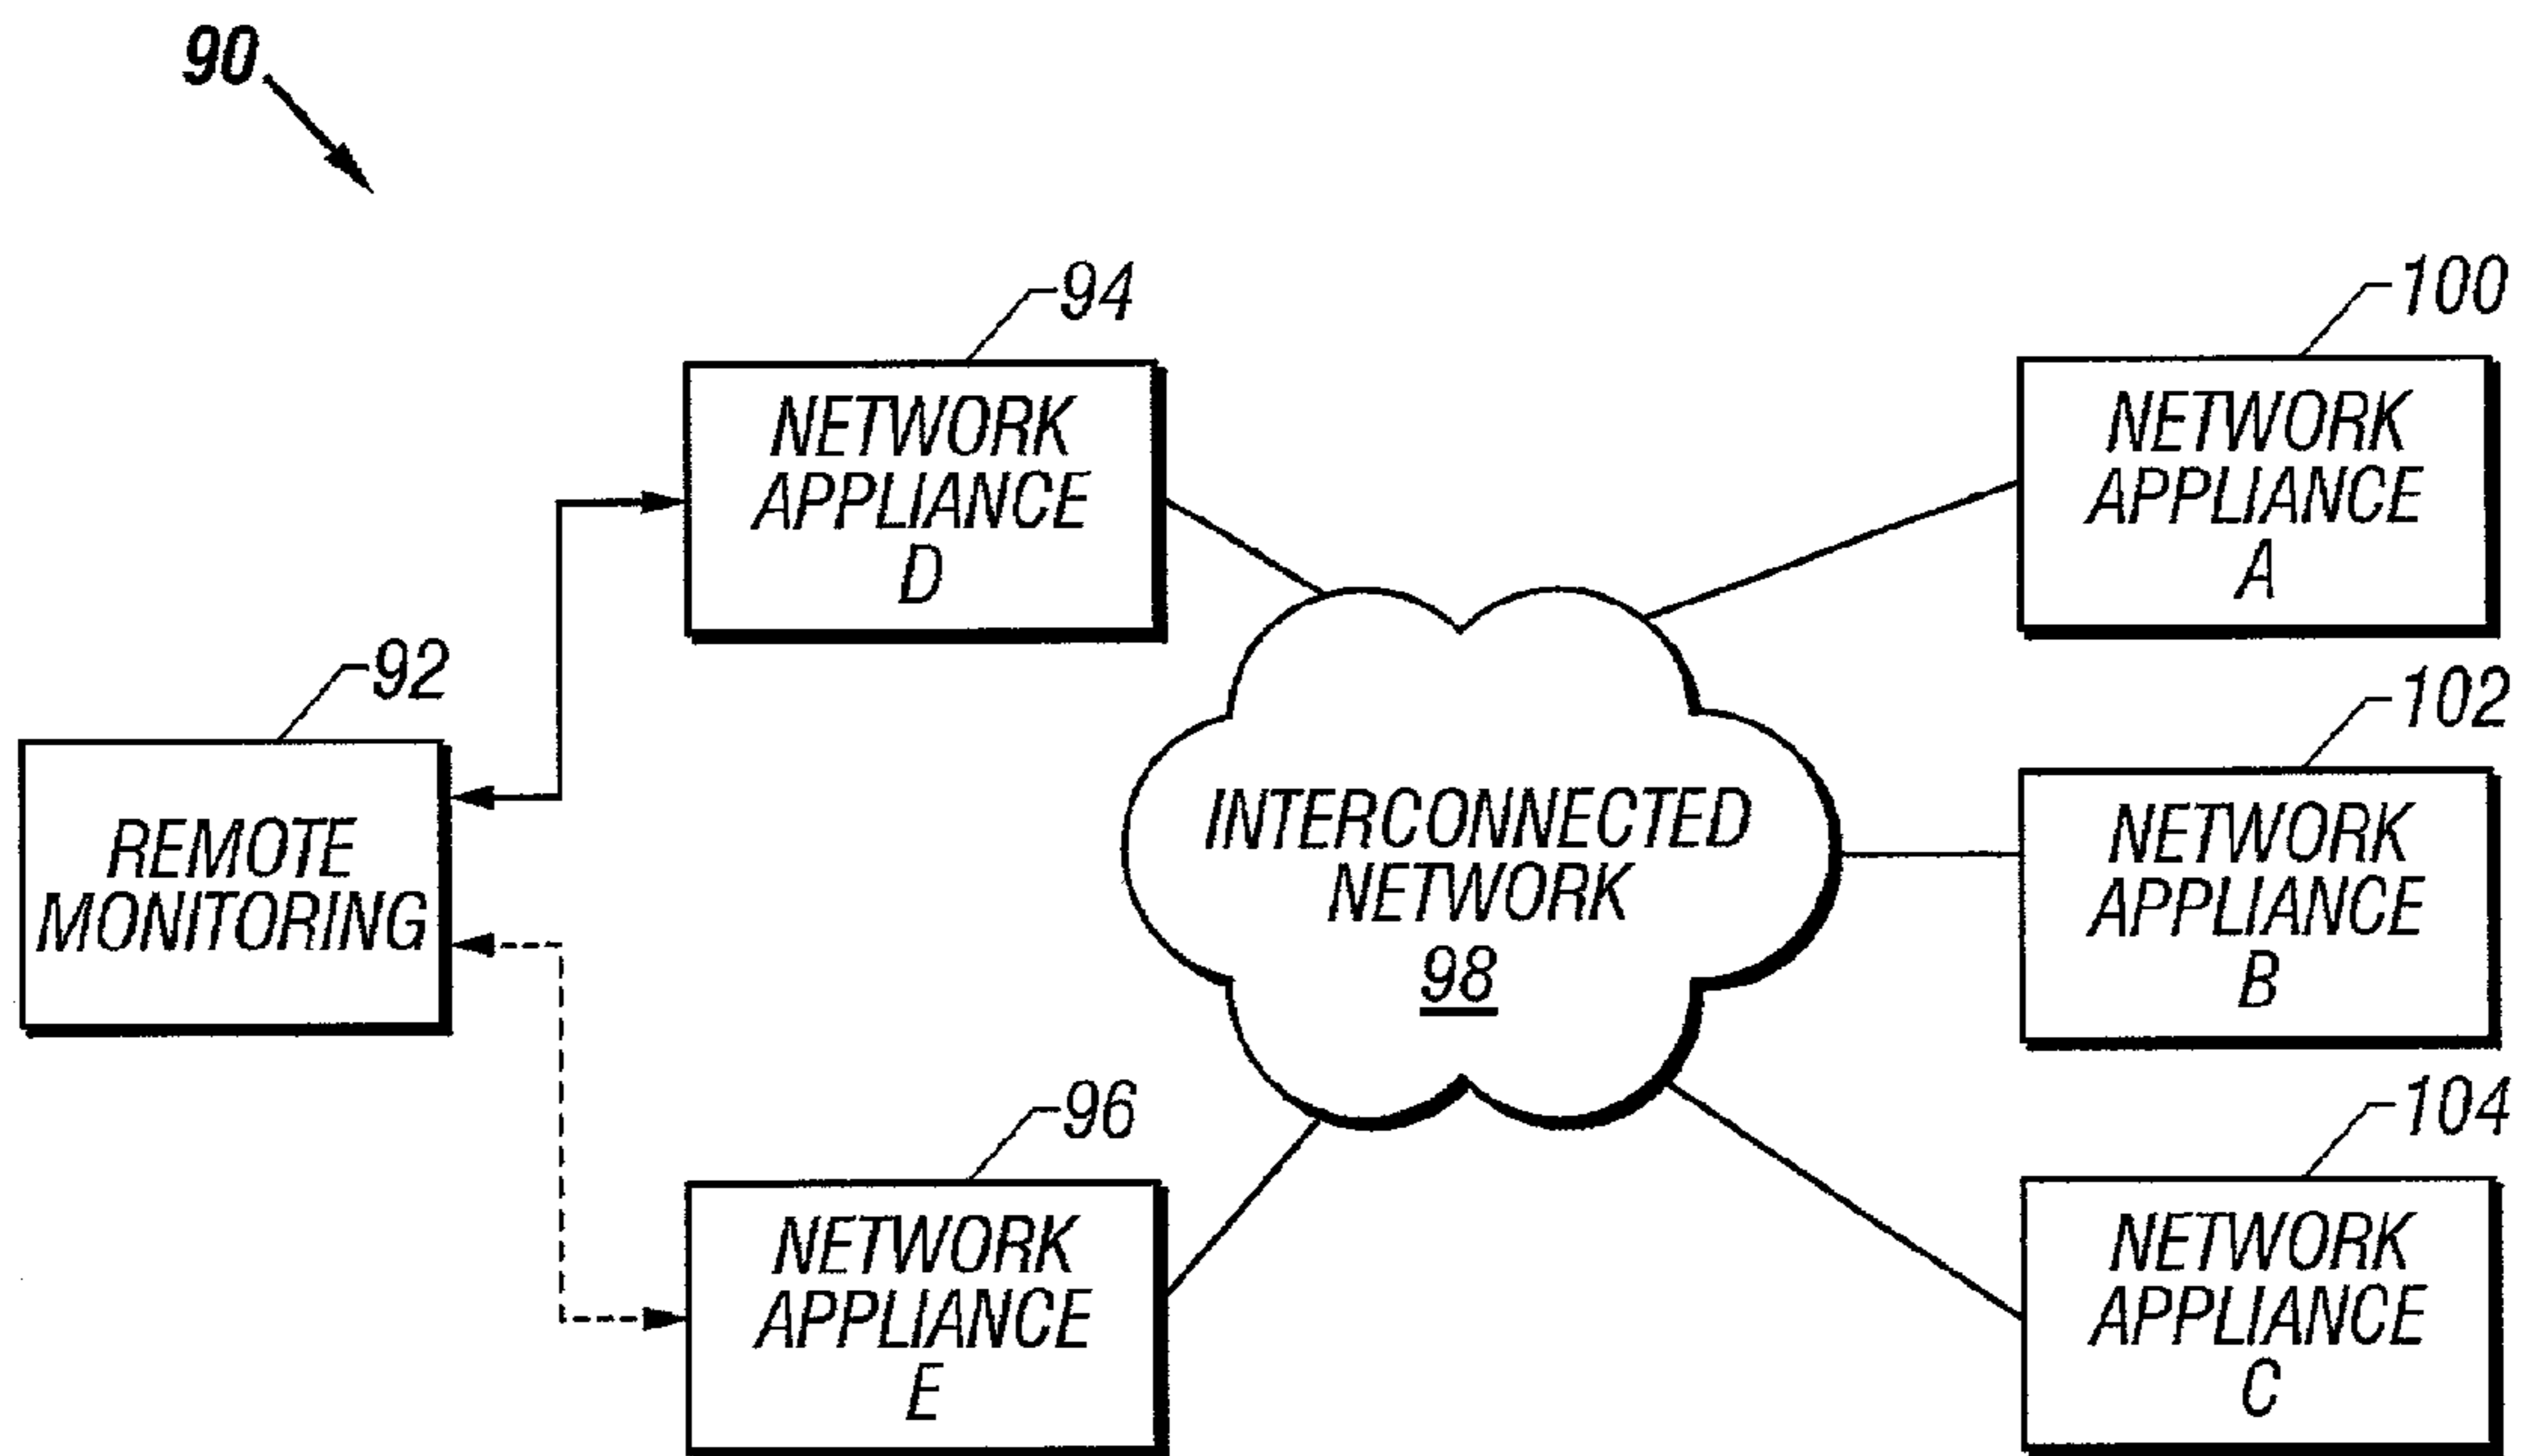 90
94
NETWORK
APPLIANCE
D
100
NETWORK
APPLIANCE
A
92
REMOTE
MONITORING
INTERCONNECTED
NETWORK
98
102
NETWORK
APPLIANCE
B
96
NETWORK
APPLIANCE
E
104
NETWORK
APPLIANCE
C